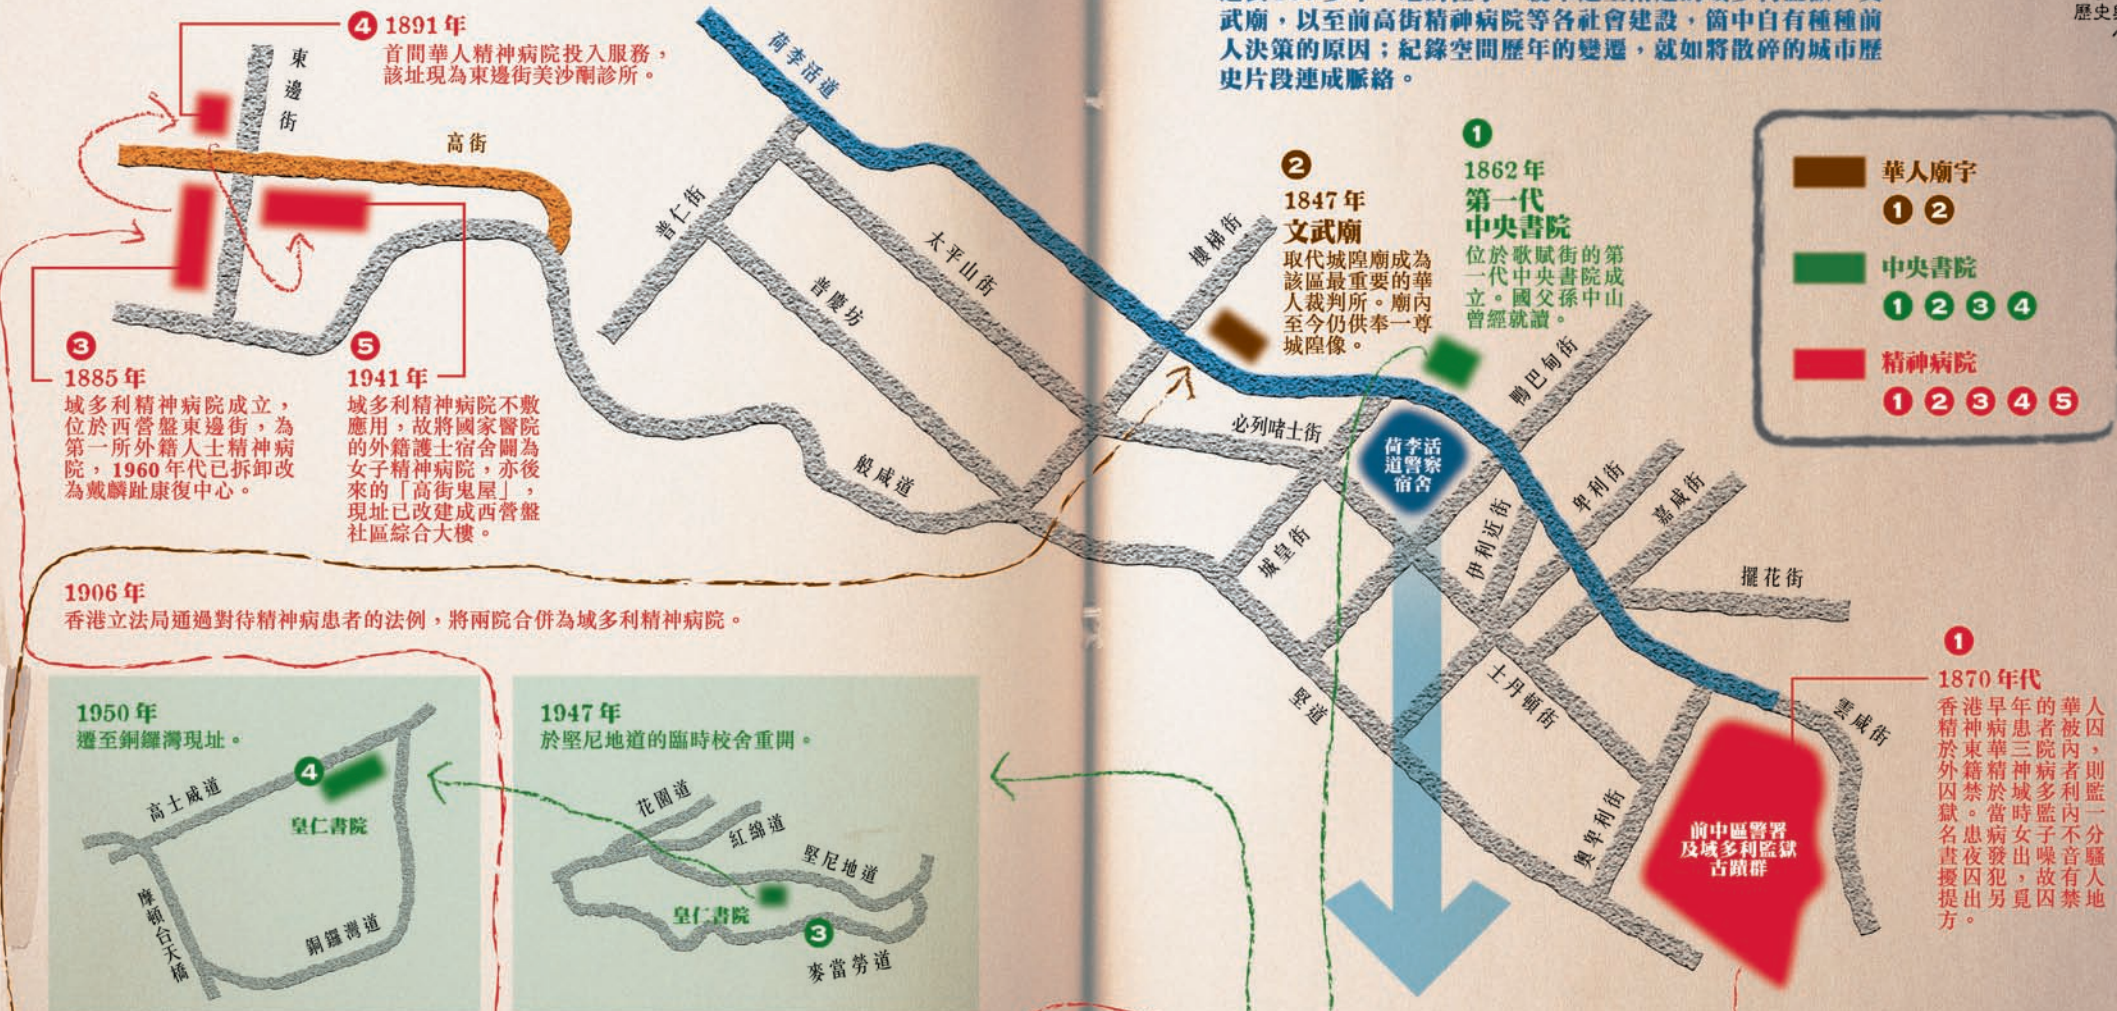 歷史
武廟，以至前高街精神病院等各社會建設，箇中自有種種前
人決策的原因；紀錄空間歷年的變遷，就如將散碎的城市歷
史片段連成脈絡。
4 1891年
首間華人精神病院投入服務，
該址現為東邊街美沙酮診所。
東邊街
高街
荷李活道
普仁街
太平山街
普慶坊
樓梯街
般咸道
必列啫士街
城皇街
鴨巴甸街
伊利近街
卑利街
嘉咸街
擺花街
堅道
士丹頓街
奧卑利街
雲咸街
荷李活
道警察
宿舍
2
1847年
文武廟
取代城隍廟成為
該區最重要的華
人裁判所。廟內
至今仍供奉一尊
城隍像。
1
1862年
第一代
中央書院
位於歌賦街的第
一代中央書院成
立。國父孫中山
曾經就讀。
華人廟宇
1 2
中央書院
1 2 3 4
精神病院
1 2 3 4 5
3
1885年
域多利精神病院成立，
位於西營盤東邊街，為
第一所外籍人士精神病
院，1960年代已拆卸改
為戴麟趾康復中心。
5
1941年
域多利精神病院不敷
應用，故將國家醫院
的外籍護士宿舍闢為
女子精神病院，亦後
來的「高街鬼屋」，
現址已改建成西營盤
社區綜合大樓。
1906年
香港立法局通過對待精神病患者的法例，將兩院合併為域多利精神病院。
1950年
遷至銅鑼灣現址。
高士威道
4
皇仁書院
摩頓台天橋
銅鑼灣道
1947年
於堅尼地道的臨時校舍重開。
花園道
紅綿道
堅尼地道
皇仁書院
3
麥當勞道
前中區警署
及域多利監獄
古蹟群
1
1870年代
香港早年的華人
精神病患者被囚
於東華三院內，
外籍精神病者則
囚禁於域多利監
獄。當時監內一
名患病女子不分
晝夜發出噪音騷
擾囚犯，故有人
提出另覓囚禁地
方。